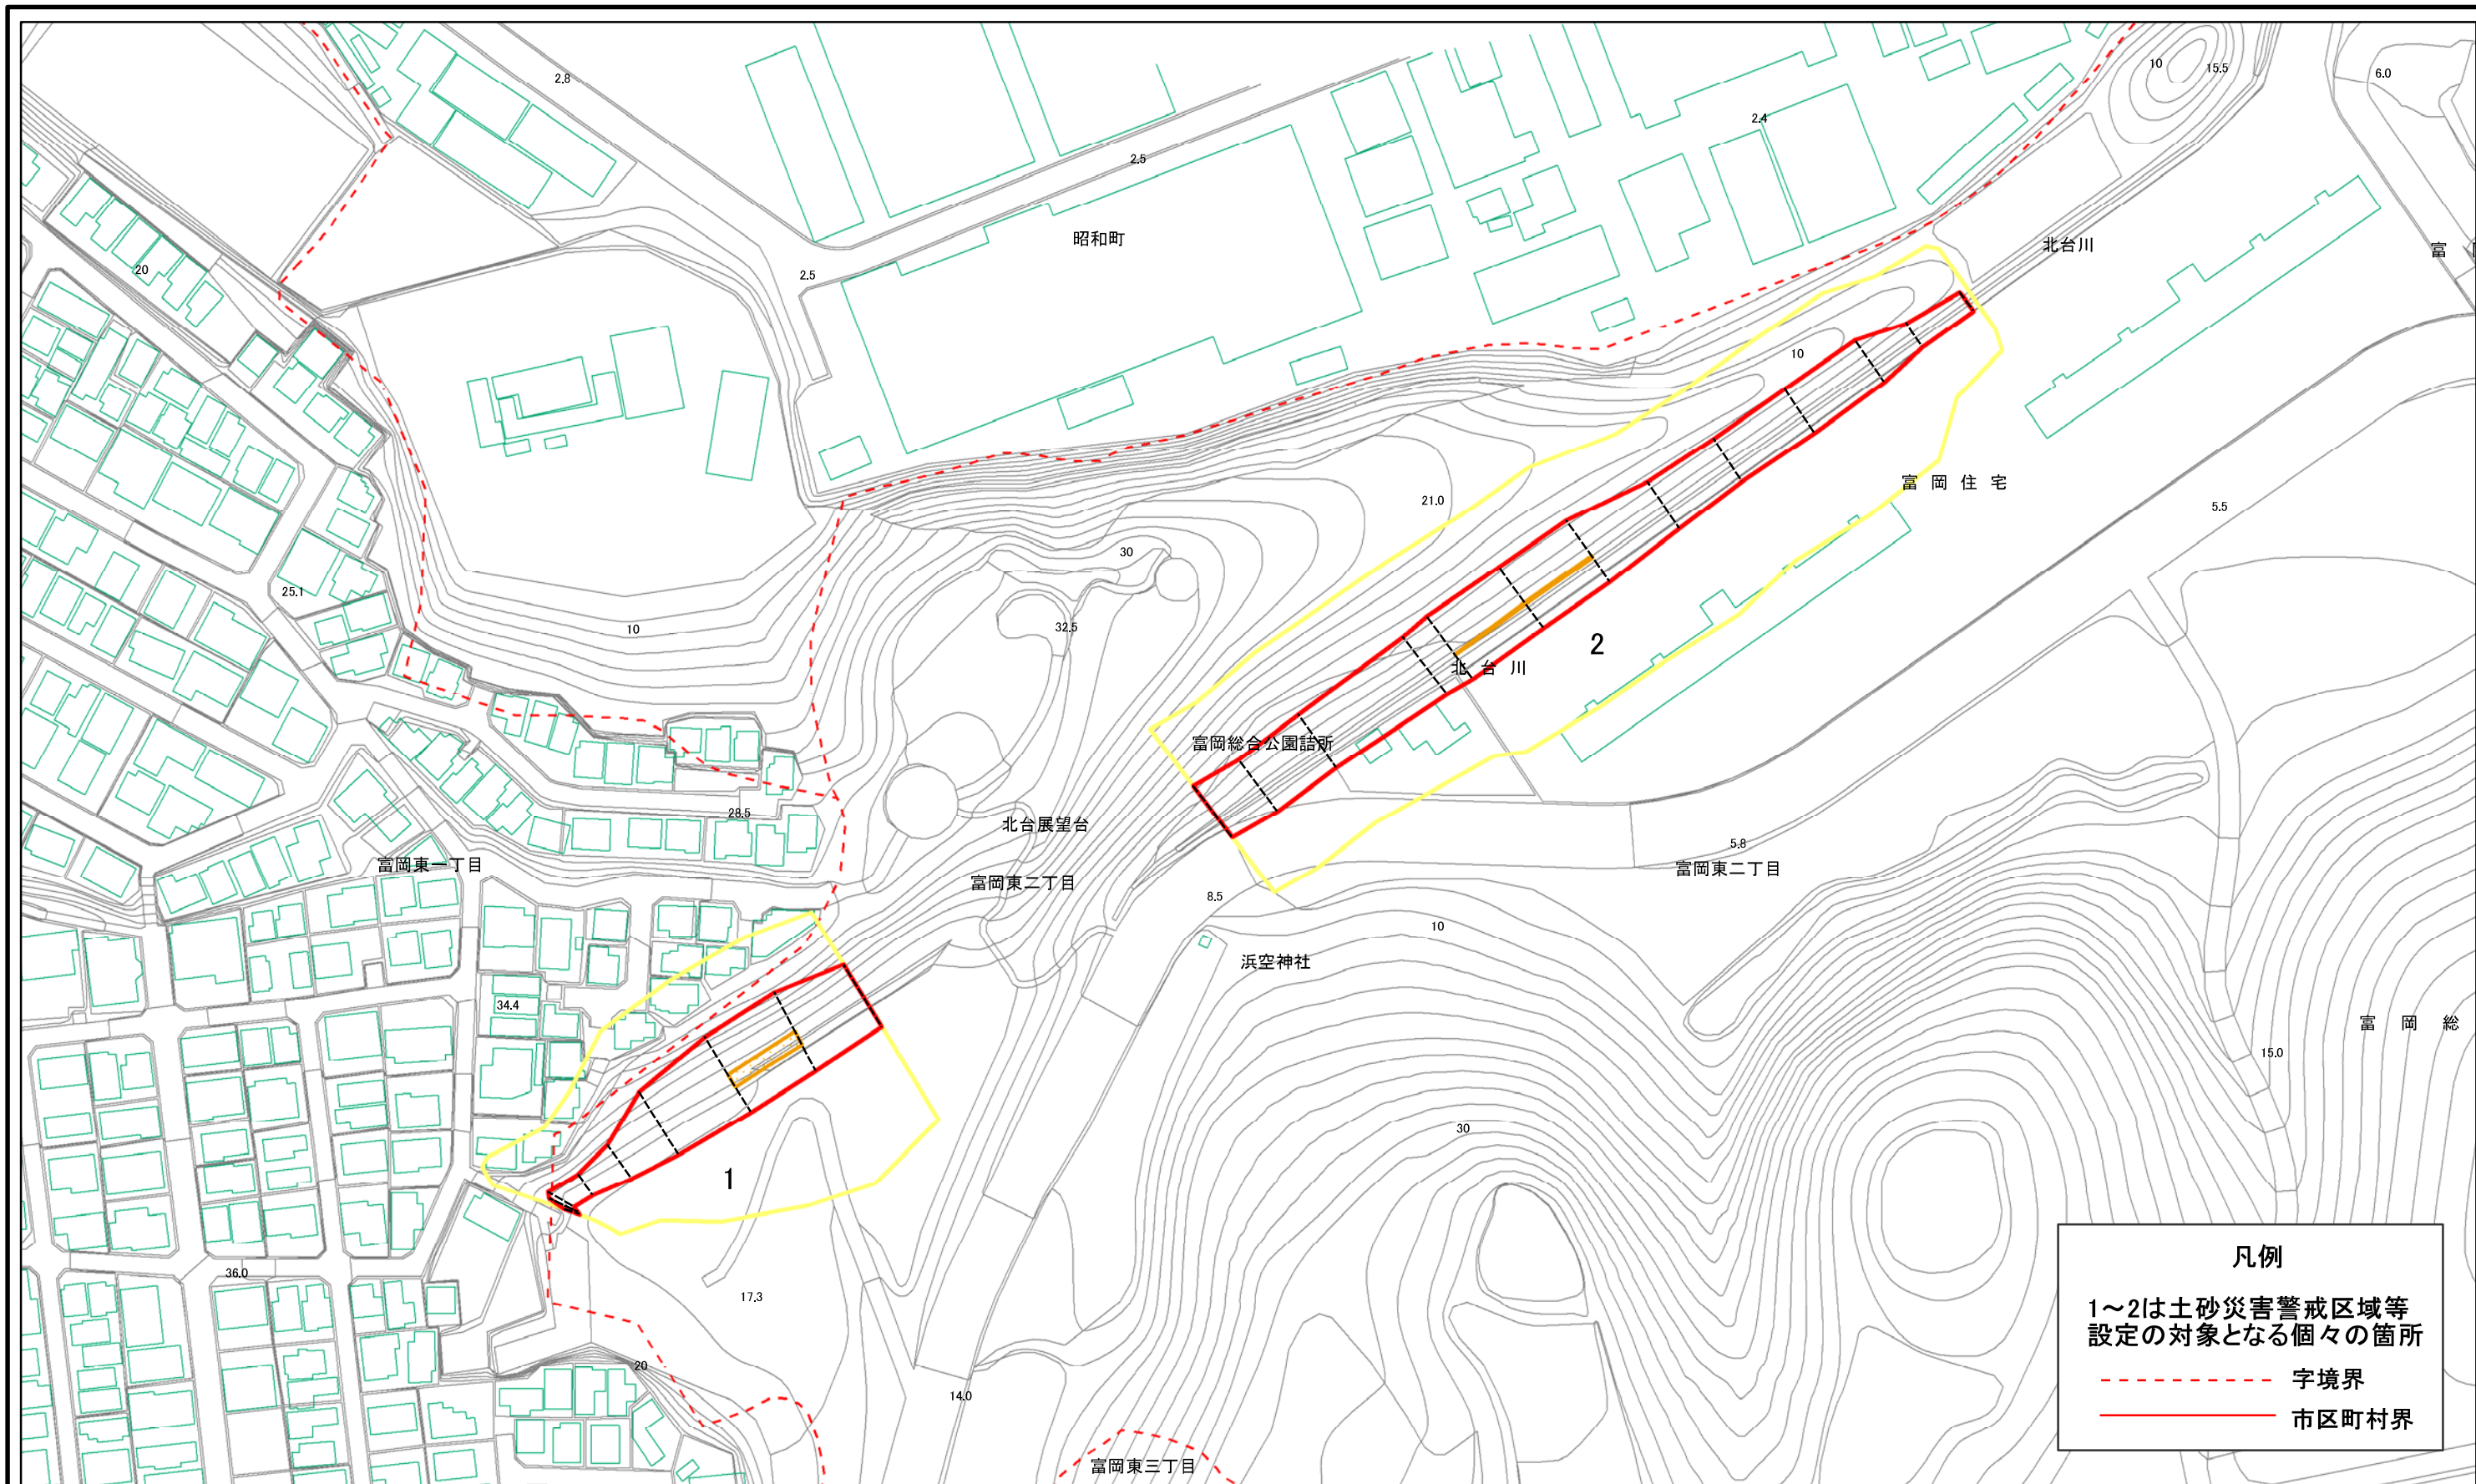 2.8
10
15.5
6.0
2.4
2.5
昭和町
北台川
富
20
2.5
10
富岡住宅
21.0
5.5
25.1
30
10
32.5
2
北台川
富岡総合公園詰所
28.5
北台展望台
5.8
富岡東一丁目
富岡東二丁目
富岡東二丁目
8.5
10
浜空神社
34.4
富岡総
15.0
30
1
36.0
17.3
20
14.0
富岡東三丁目
凡例
1～2は土砂災害警戒区域等
設定の対象となる個々の箇所
字境界
市区町村界